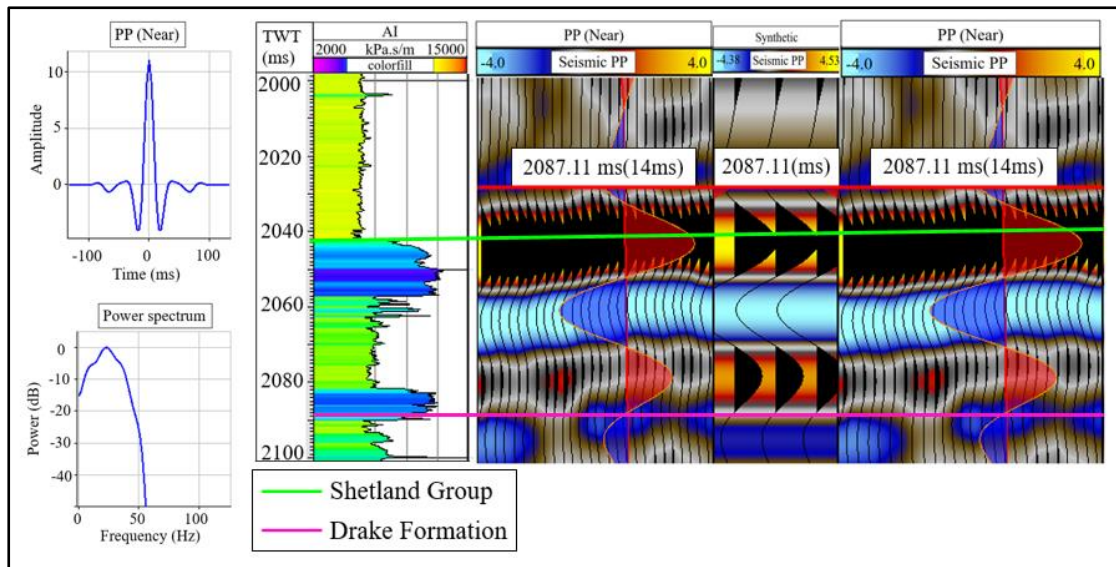 PP (Near)
Amplitude
10
5
0
-100 0 100
Time (ms)
Power spectrum
Power (dB)
0
-10
-20
-30
-40
0 50 100
Frequency (Hz)
TWT
(ms)
2000
2020
2040
2060
2080
2100
AI
2000 kPa.s/m 15000
colorfill
PP (Near)
-4.0 Seismic PP 4.0
2087.11 ms(14ms)
Synthetic
-4.38 Seismic PP 4.53
2087.11(ms)
PP (Near)
-4.0 Seismic PP 4.0
2087.11 ms(14ms)
Shetland Group
Drake Formation